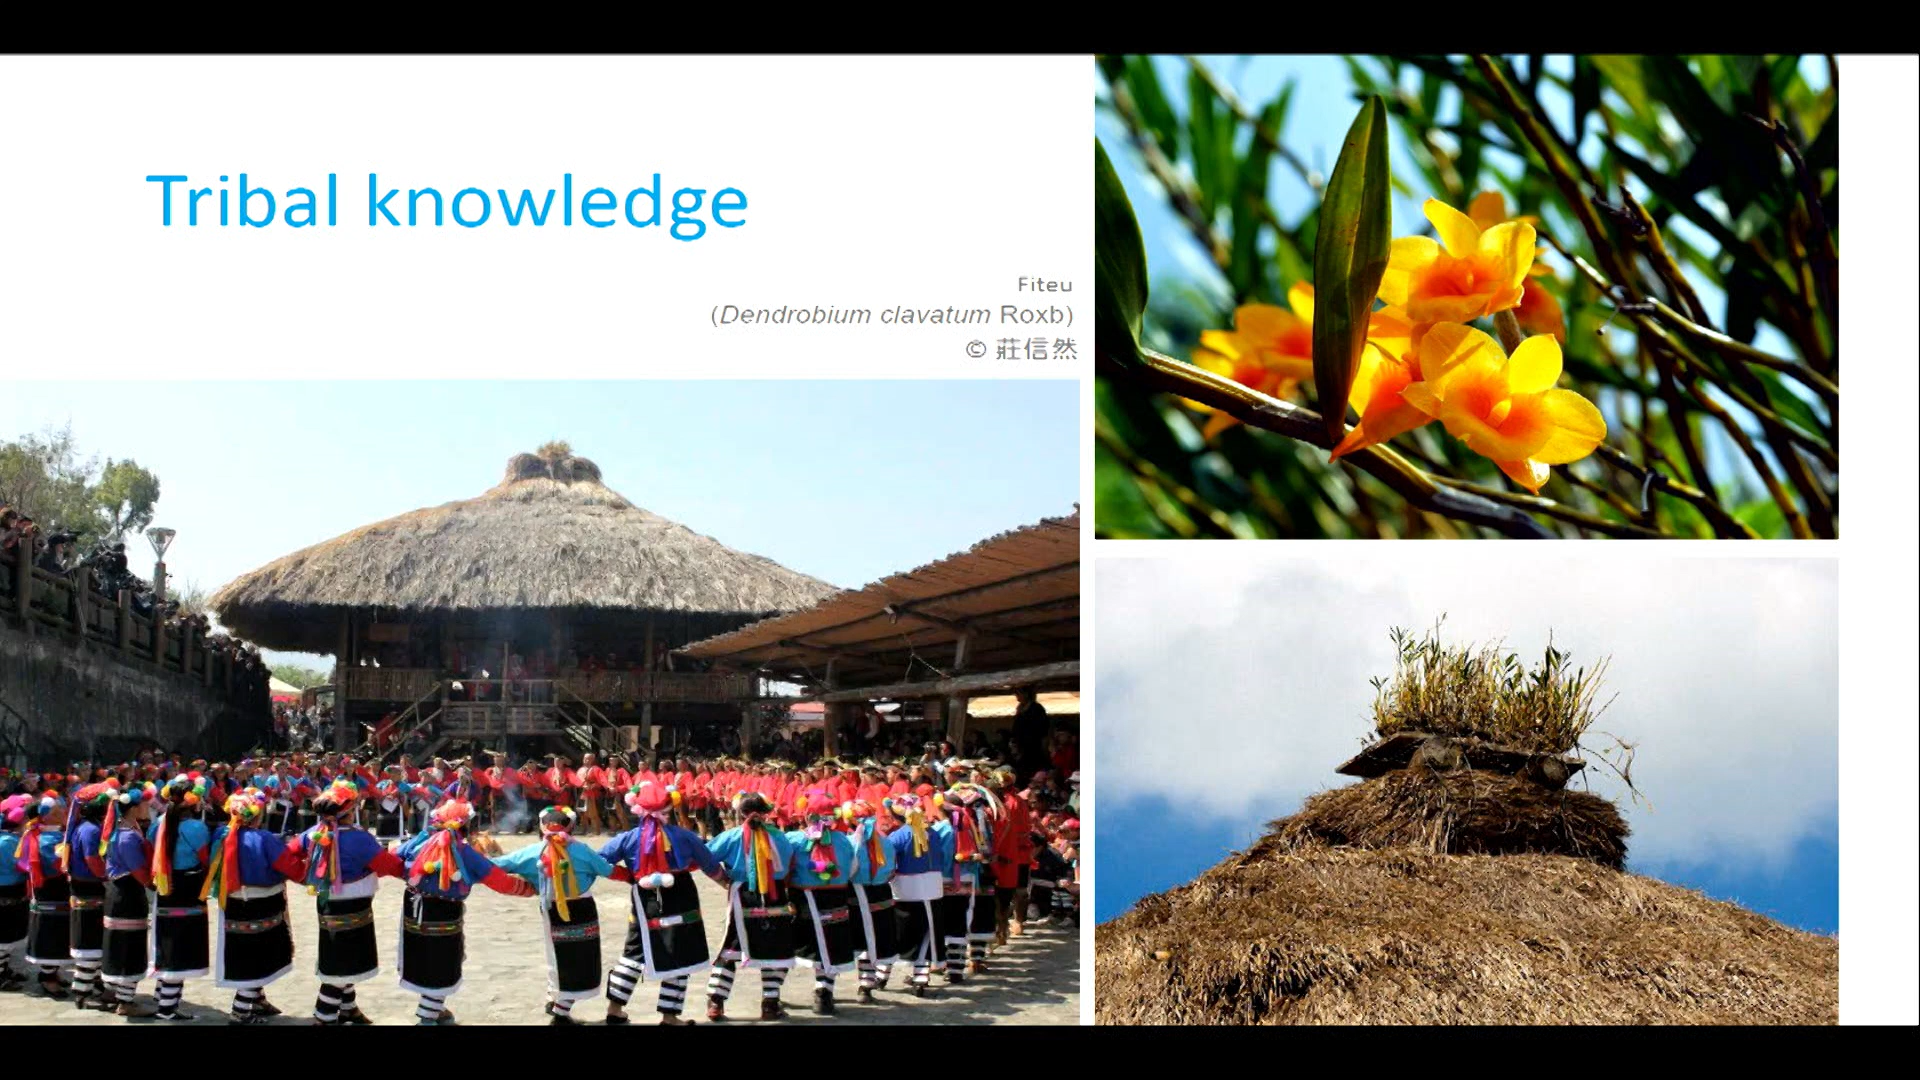 Tribal knowledge
Fiteu
(Dendrobium clavatum Roxb)
© 莊信然